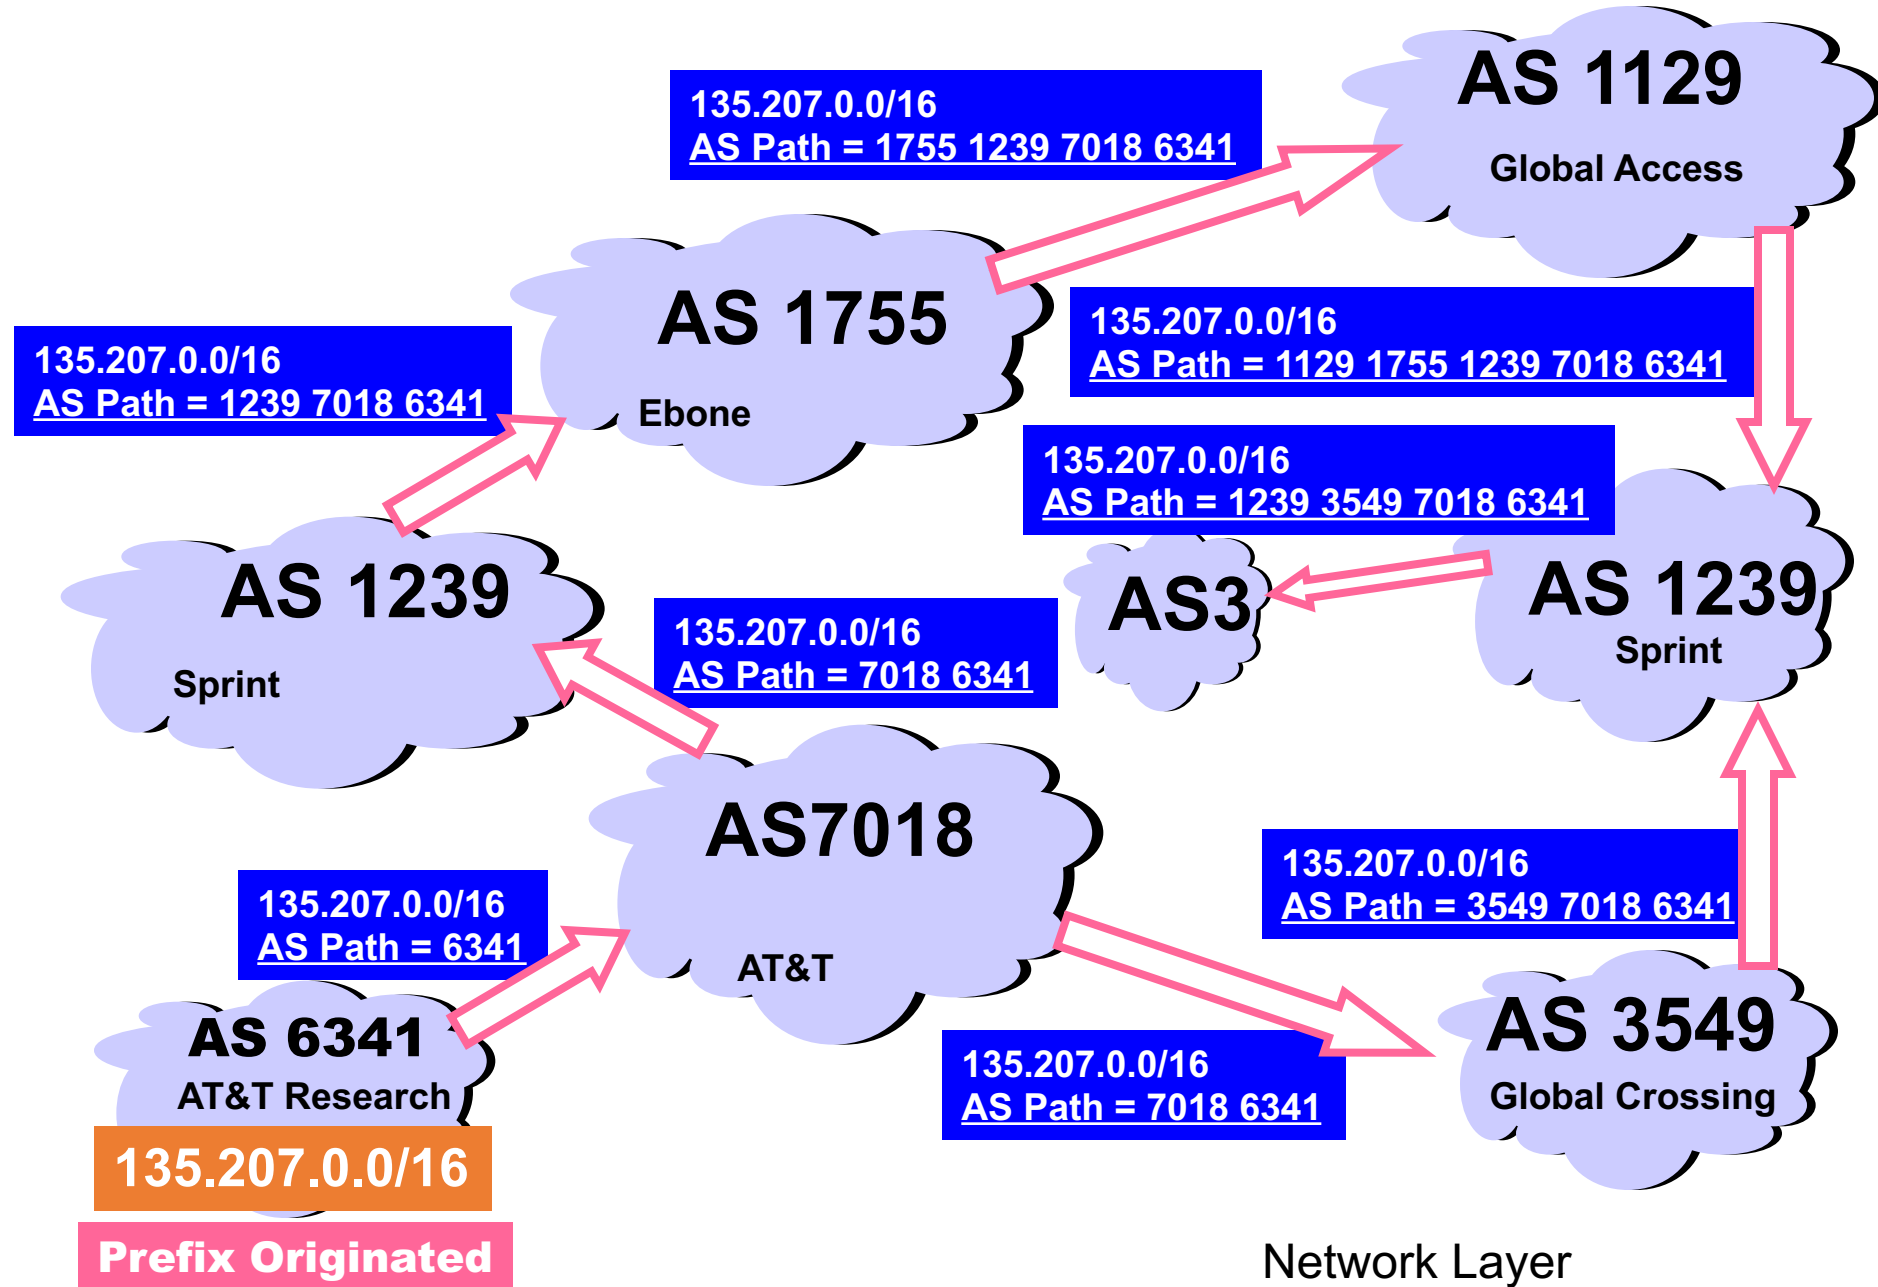 AS 1129
Global Access
135.207.0.0/16
AS Path = 1755 1239 7018 6341
AS 1755
Ebone
135.207.0.0/16
AS Path = 1129 1755 1239 7018 6341
135.207.0.0/16
AS Path = 1239 7018 6341
135.207.0.0/16
AS Path = 1239 3549 7018 6341
AS 1239
Sprint
AS3
AS 1239
Sprint
135.207.0.0/16
AS Path = 7018 6341
AS7018
AT&T
135.207.0.0/16
AS Path = 3549 7018 6341
135.207.0.0/16
AS Path = 6341
AS 6341
AT&T Research
135.207.0.0/16
Prefix Originated
135.207.0.0/16
AS Path = 7018 6341
AS 3549
Global Crossing
Network Layer